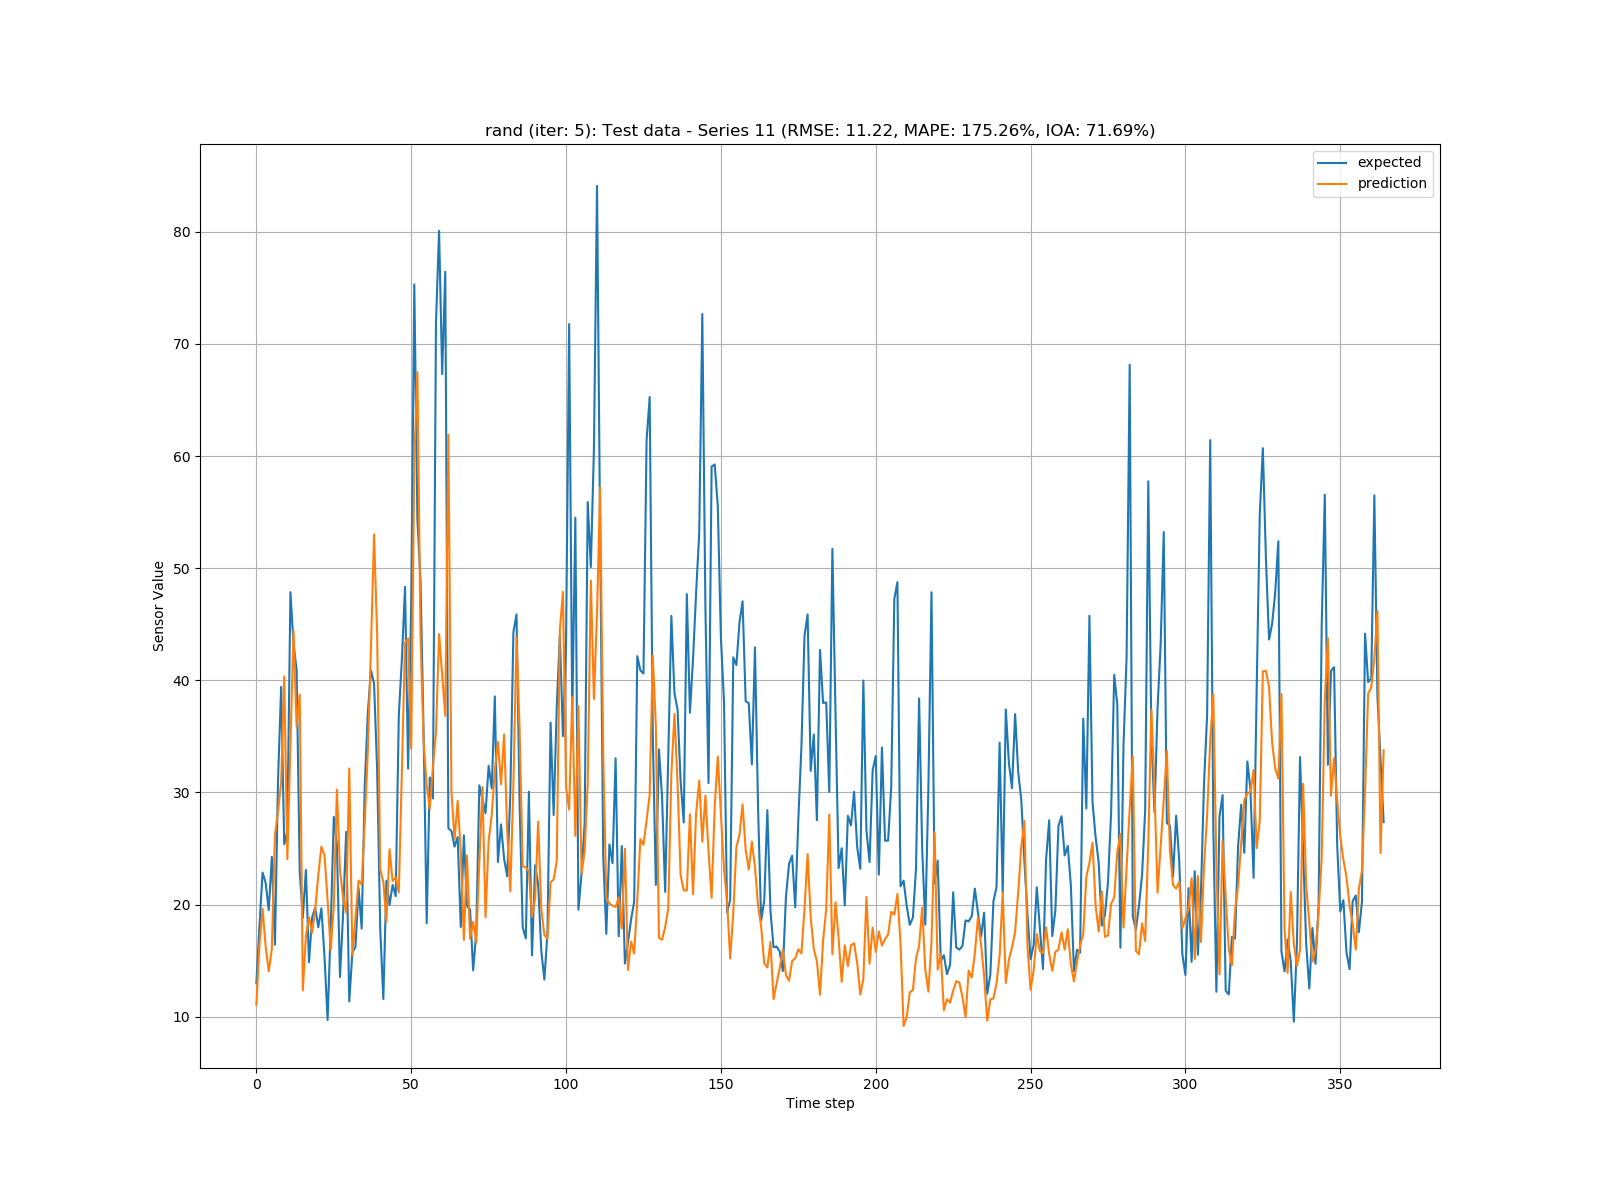 rand (iter: 5): Test data - Series 11 (RMSE: 11.22, MAPE: 175.26%, IOA: 71.69%)
expected
prediction
80
70
60
50
40
30
20
10
Sensor Value
0 50 100 150 200 250 300 350
Time step